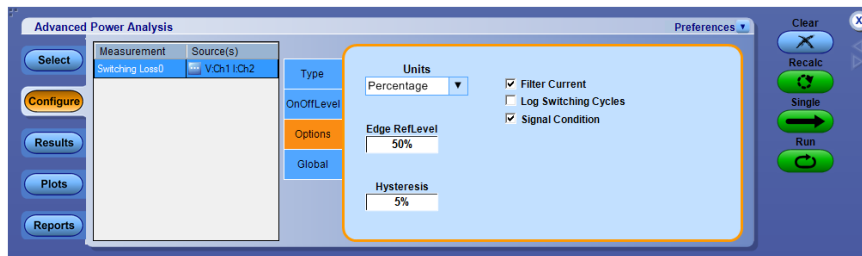 Advanced Power Analysis
Preferences
Clear
Select
Measurement Source(s)
Switching Loss0 V:Ch1 I:Ch2
Recalc
Configure
Type
OnOffLevel
Options
Global
Units
Percentage
Filter Current
Log Switching Cycles
Signal Condition
Edge RefLevel
50%
Hysteresis
5%
Single
Results
Run
Plots
Reports